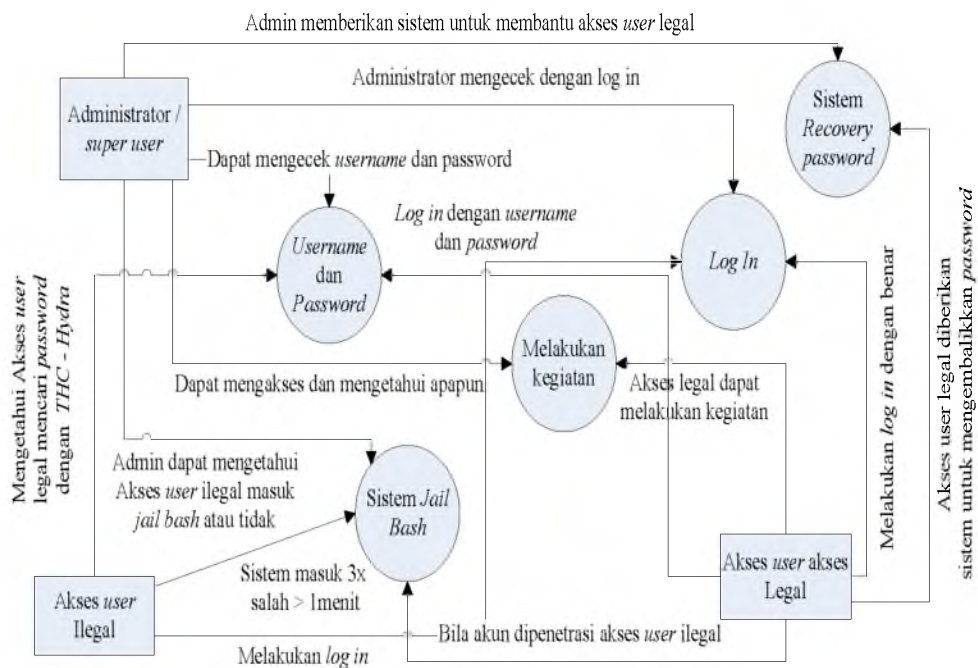 Admin memberikan sistem untuk membantu akses user legal
Administrator mengecek dengan log in
Administrator /
super user
Sistem
Recovery
password
Dapat mengecek username dan password
Log in dengan username
dan password
Username
dan
Password
Log In
Mengetahui Akses user
legal mencari password
dengan THC - Hydra
Melakukan
kegiatan
Dapat mengakses dan mengetahui apapun
Akses legal dapat
melakukan kegiatan
Melakukan log in dengan benar
Akses user legal diberikan
sistem untuk mengembalikkan password
Admin dapat mengetahui
Akses user ilegal masuk
jail bash atau tidak
Sistem Jail
Bash
Sistem masuk 3x
salah > 1menit
Akses user
Ilegal
Akses user akses
Legal
Bila akun dipenetrasi akses user ilegal
Melakukan log in